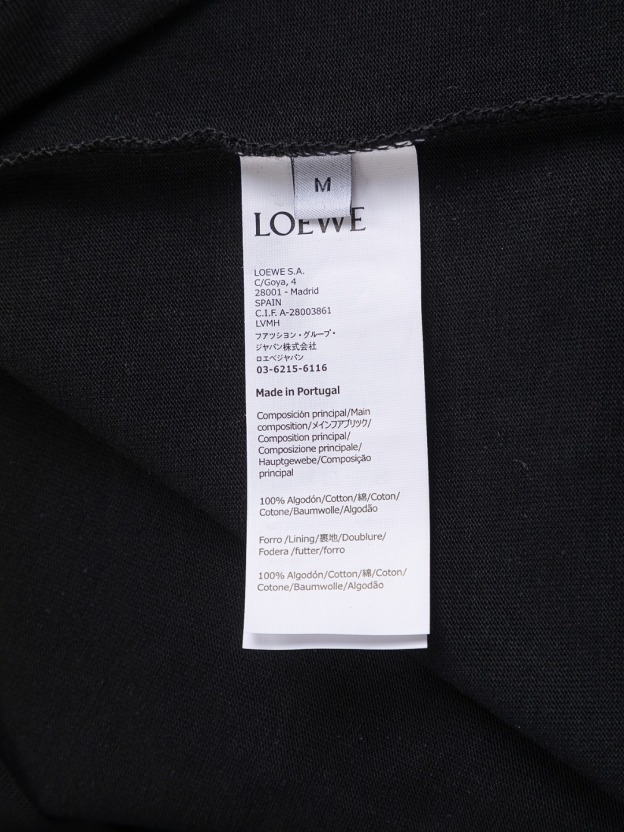 M
LOEWE
LOEWE S.A.
C/Goya, 4
28001 - Madrid
SPAIN
C.I.F. A-28003861
LVMH
ファッション・グループ・
ジャパン株式会社
ロエベジャパン
03-6215-6116
Made in Portugal
Composición principal/Main
composition/メインファブリック/
Composition principal/
Composizione principale/
Hauptgewebe/Composição
principal
100% Algodón/Cotton/綿/Coton/
Cotone/Baumwolle/Algodão
Forro /Lining/裏地/Doublure/
Fodera /futter/forro
100% Algodón/Cotton/綿/Coton/
Cotone/Baumwolle/Algodão